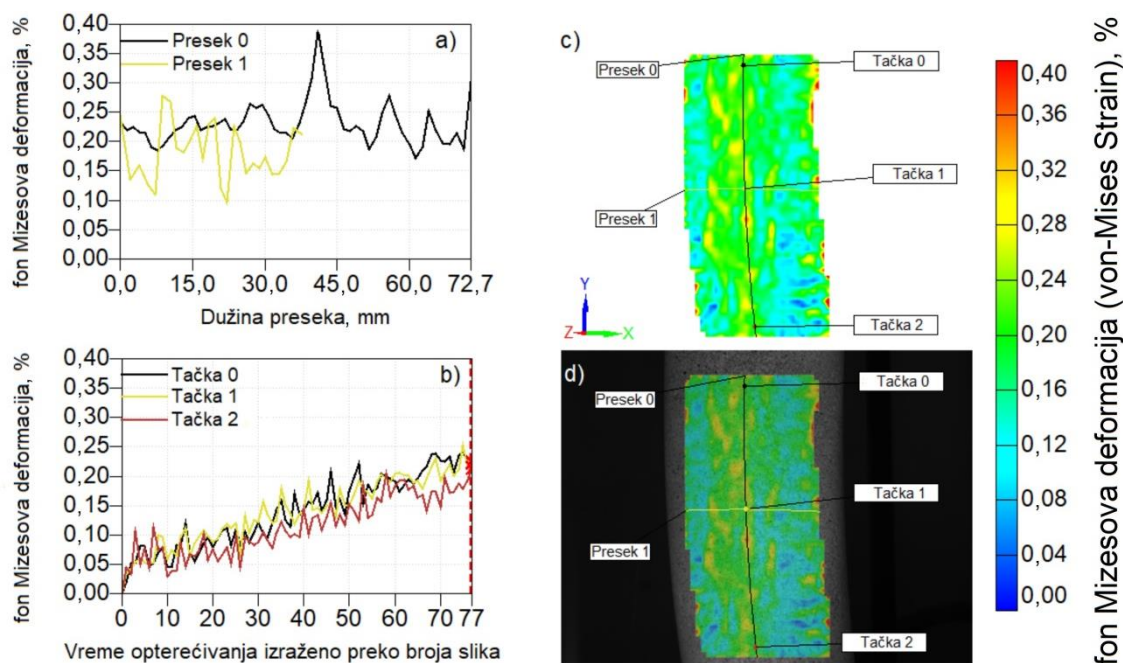 fon Mizesova deformacija, %
0,40
0,35
0,30
0,25
0,20
0,15
0,10
0,05
0,00
Presek 0
Presek 1
a)
0,0
15,0
30,0
45,0
60,0
72,7
Dužina preseka, mm
fon Mizesova deformacija, %
0,40
0,35
0,30
0,25
0,20
0,15
0,10
0,05
0,00
Tačka 0
Tačka 1
Tačka 2
b)
0
10
20
30
40
50
60
70
77
Vreme opterećivanja izraženo preko broja slika
c)
Presek 0
Tačka 0
Tačka 1
Presek 1
Tačka 2
Y
Z
X
d)
Presek 0
Tačka 0
Tačka 1
Presek 1
Tačka 2
0,40
0,36
0,32
0,28
0,24
0,20
0,16
0,12
0,08
0,04
0,00
fon Mizesova deformacija (von-Mises Strain), %